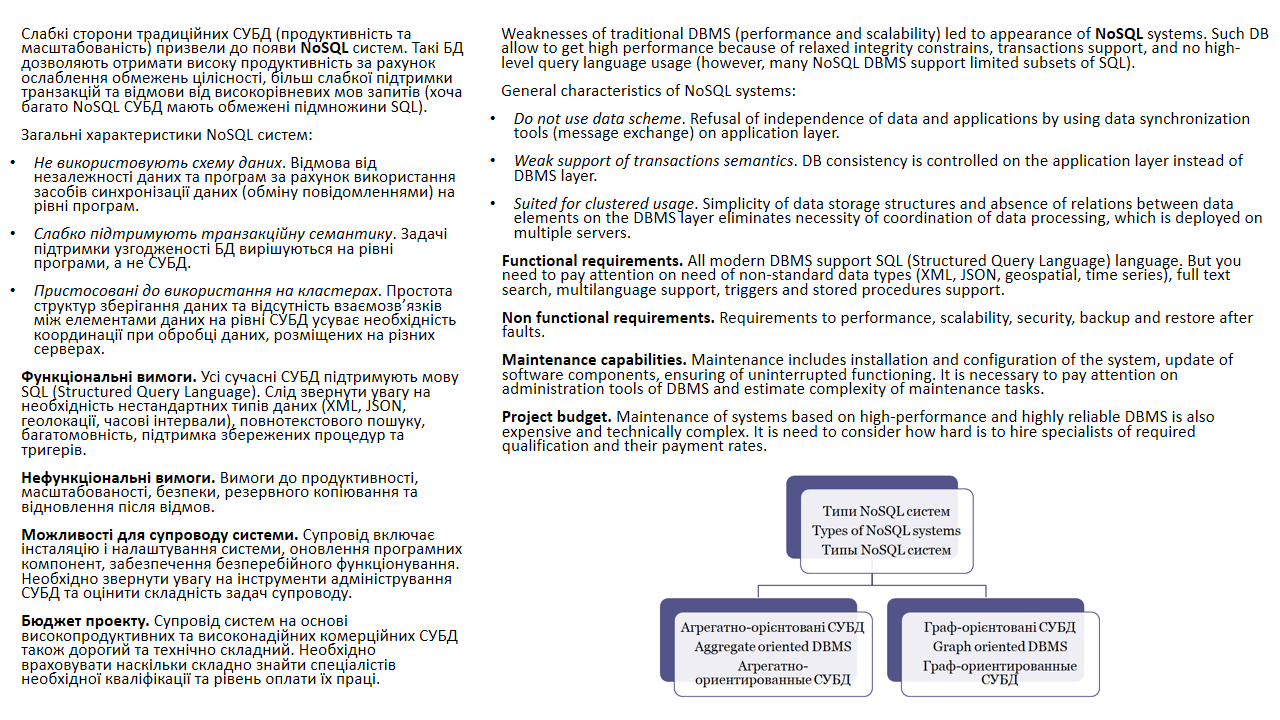 Слабкі сторони традиційних СУБД (продуктивність та
масштабованість) призвели до появи NoSQL систем. Такі БД
дозволяють отримати високу продуктивність за рахунок
ослаблення обмежень цілісності, більш слабкої підтримки
транзакцій та відмови від високорівневих мов запитів (хоча
багато NoSQL СУБД мають обмежені підмножини SQL).
Загальні характеристики NoSQL систем:
• Не використовують схему даних. Відмова від
незалежності даних та програм за рахунок використання
засобів синхронізації даних (обміну повідомленнями) на
рівні програм.
• Слабко підтримують транзакційну семантику. Задачі
підтримки узгодженості БД вирішуються на рівні
програми, а не СУБД.
• Пристосовані до використання на кластерах. Простота
структур зберігання даних та відсутність взаємозв’язків
між елементами даних на рівні СУБД усуває необхідність
координації при обробці даних, розміщених на різних
серверах.
Функціональні вимоги. Усі сучасні СУБД підтримують мову
SQL (Structured Query Language). Слід звернути увагу на
необхідність нестандартних типів даних (XML, JSON,
геолокації, часові інтервали), повнотекстового пошуку,
багатомовність, підтримка збережених процедур та
тригерів.
Нефункціональні вимоги. Вимоги до продуктивності,
масштабованості, безпеки, резервного копіювання та
відновлення після відмов.
Можливості для супроводу системи. Супровід включає
інсталяцію і налаштування системи, оновлення програмних
компонент, забезпечення безперебійного функціонування.
Необхідно звернути увагу на інструменти адміністрування
СУБД та оцінити складність задач супроводу.
Бюджет проекту. Супровід систем на основі
високопродуктивних та високонадійних комерційних СУБД
також дорогий та технічно складний. Необхідно
враховувати наскільки складно знайти спеціалістів
необхідної кваліфікації та рівень оплати їх праці.
Weaknesses of traditional DBMS (performance and scalability) led to appearance of NoSQL systems. Such DB
allow to get high performance because of relaxed integrity constrains, transactions support, and no high-
level query language usage (however, many NoSQL DBMS support limited subsets of SQL).
General characteristics of NoSQL systems:
• Do not use data scheme. Refusal of independence of data and applications by using data synchronization
tools (message exchange) on application layer.
• Weak support of transactions semantics. DB consistency is controlled on the application layer instead of
DBMS layer.
• Suited for clustered usage. Simplicity of data storage structures and absence of relations between data
elements on the DBMS layer eliminates necessity of coordination of data processing, which is deployed on
multiple servers.
Functional requirements. All modern DBMS support SQL (Structured Query Language) language. But you
need to pay attention on need of non-standard data types (XML, JSON, geospatial, time series), full text
search, multilanguage support, triggers and stored procedures support.
Non functional requirements. Requirements to performance, scalability, security, backup and restore after
faults.
Maintenance capabilities. Maintenance includes installation and configuration of the system, update of
software components, ensuring of uninterrupted functioning. It is necessary to pay attention on
administration tools of DBMS and estimate complexity of maintenance tasks.
Project budget. Maintenance of systems based on high-performance and highly reliable DBMS is also
expensive and technically complex. It is need to consider how hard is to hire specialists of required
qualification and their payment rates.
Типи NoSQL систем
Types of NoSQL systems
Типы NoSQL систем
Агрегатно-орієнтовані СУБД
Aggregate oriented DBMS
Агрегатно-
ориентированные СУБД
Граф-орієнтовані СУБД
Graph oriented DBMS
Граф-ориентированные
СУБД